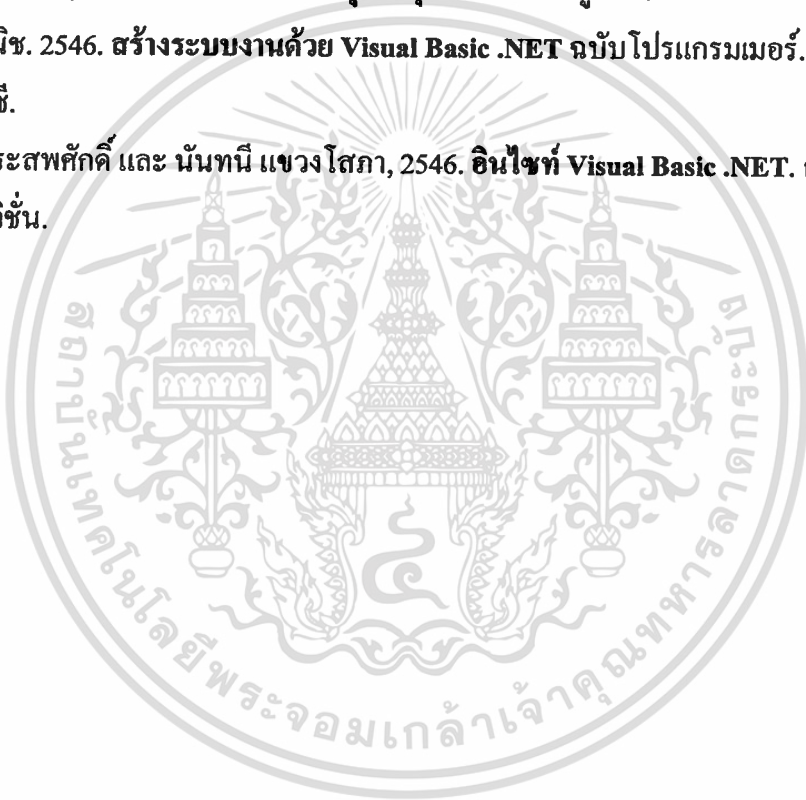 นิช. 2546. สร้างระบบงานด้วย Visual Basic .NET ฉบับโปรแกรมเมอร์.
ซี.
ระสพศักดิ์ และ นันทนี แขวงโสภา, 2546. อินไซท์ Visual Basic .NET.
วิชั่น.
สถาบันเทคโนโลยีพระจอมเกล้าเจ้าคุณทหารลาดกระบัง